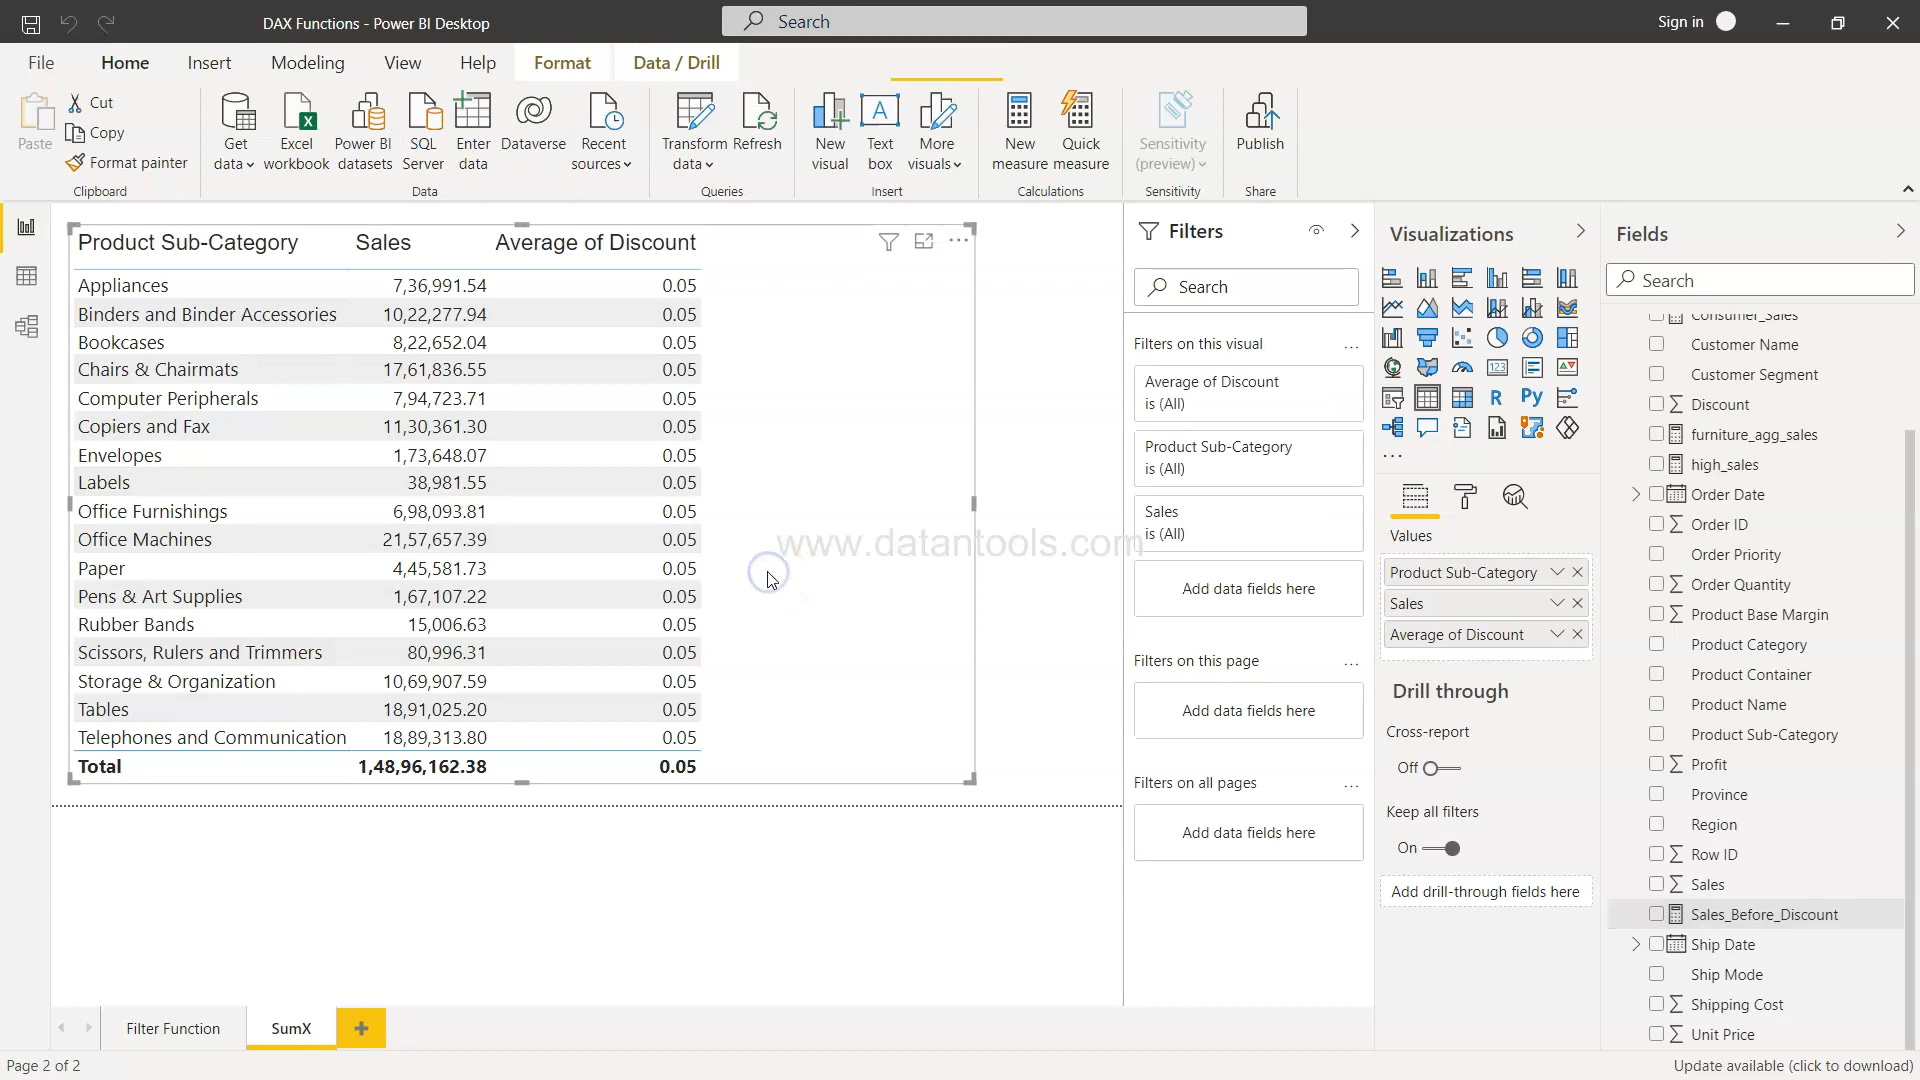 DAX Functions - Power BI Desktop
Search
Sign in
File Home Insert Modeling View Help Format Data / Drill
Paste
Cut
Copy
Format painter
Clipboard
Get data
Excel workbook
Power BI datasets
SQL Server
Enter data
Dataverse
Recent sources
Data
Transform data
Refresh
Queries
New visual
Text box
More visuals
Insert
New measure
Quick measure
Calculations
Sensitivity (preview)
Sensitivity
Publish
Share
Product Sub-Category Sales Average of Discount
Appliances 7,36,991.54 0.05
Binders and Binder Accessories 10,22,277.94 0.05
Bookcases 8,22,652.04 0.05
Chairs & Chairmats 17,61,836.55 0.05
Computer Peripherals 7,94,723.71 0.05
Copiers and Fax 11,30,361.30 0.05
Envelopes 1,73,648.07 0.05
Labels 38,981.55 0.05
Office Furnishings 6,98,093.81 0.05
Office Machines 21,57,657.39 0.05
Paper 4,45,581.73 0.05
Pens & Art Supplies 1,67,107.22 0.05
Rubber Bands 15,006.63 0.05
Scissors, Rulers and Trimmers 80,996.31 0.05
Storage & Organization 10,69,907.59 0.05
Tables 18,91,025.20 0.05
Telephones and Communication 18,89,313.80 0.05
Total 1,48,96,162.38 0.05
www.datantools.com
Filters
Search
Filters on this visual
Average of Discount
is (All)
Product Sub-Category
is (All)
Sales
is (All)
Add data fields here
Filters on this page
Add data fields here
Filters on all pages
Add data fields here
Visualizations
123
R
Py
Values
Product Sub-Category
Sales
Average of Discount
Drill through
Cross-report
Off
Keep all filters
On
Add drill-through fields here
Fields
Search
Consumer_Sales
Customer Name
Customer Segment
Discount
furniture_agg_sales
high_sales
Order Date
Order ID
Order Priority
Order Quantity
Product Base Margin
Product Category
Product Container
Product Name
Product Sub-Category
Profit
Province
Region
Row ID
Sales
Sales_Before_Discount
Ship Date
Ship Mode
Shipping Cost
Unit Price
Filter Function
SumX
Page 2 of 2
Update available (click to download)